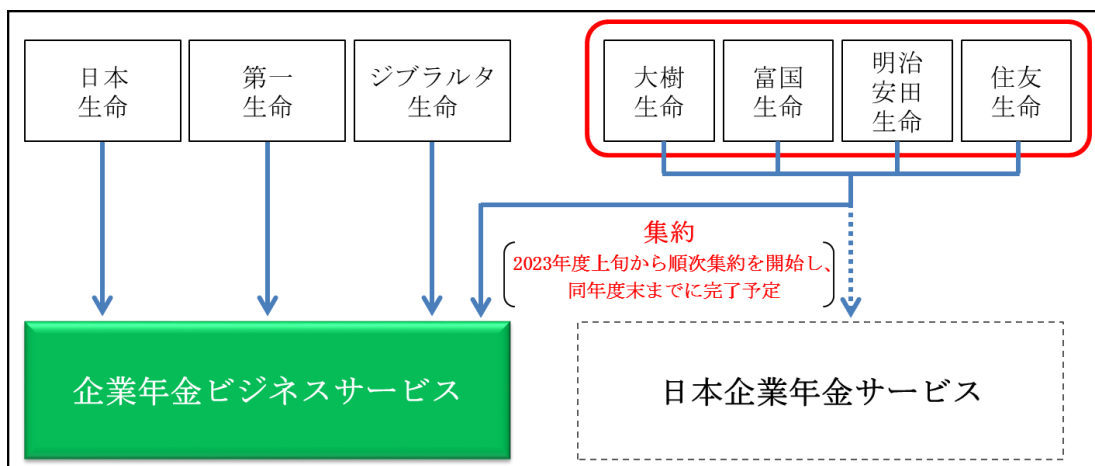 日本
生命
第一
生命
ジブラルタ
生命
大樹
生命
富国
生命
明治
安田
生命
住友
生命
集約
2023年度上旬から順次集約を開始し、
同年度末までに完了予定
企業年金ビジネスサービス
日本企業年金サービス